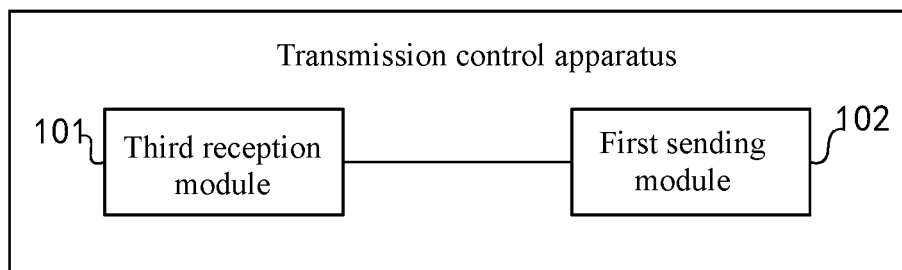 Transmission control apparatus
101
Third reception
module
First sending
module
102